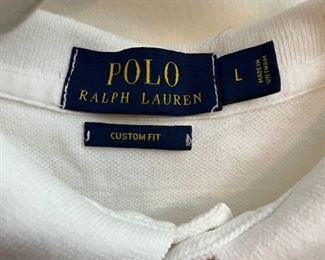 POLO
RALPH LAUREN
L
MADE IN
VIETNAM
CUSTOM FIT